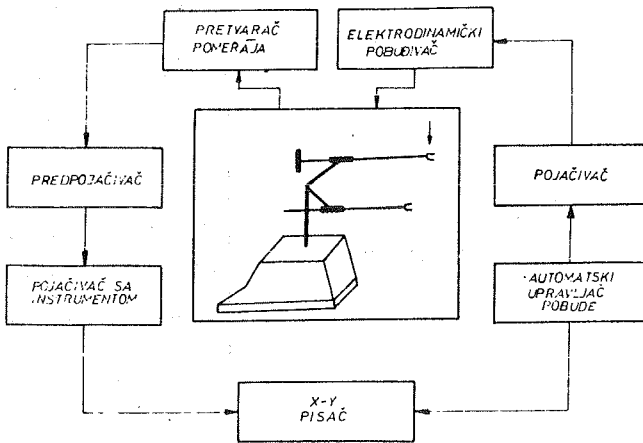 PRETVARAČ
POMERAJA
ELEKTRODINAMIČKI
POBUĐIVAČ
PREDPOJAČIVAČ
POJAČIVAČ
POJAČIVAČ SA
INSTRUMENTOM
AUTOMATSKI
UPRAVLJAČ
POBUDE
X-Y
PISAČ